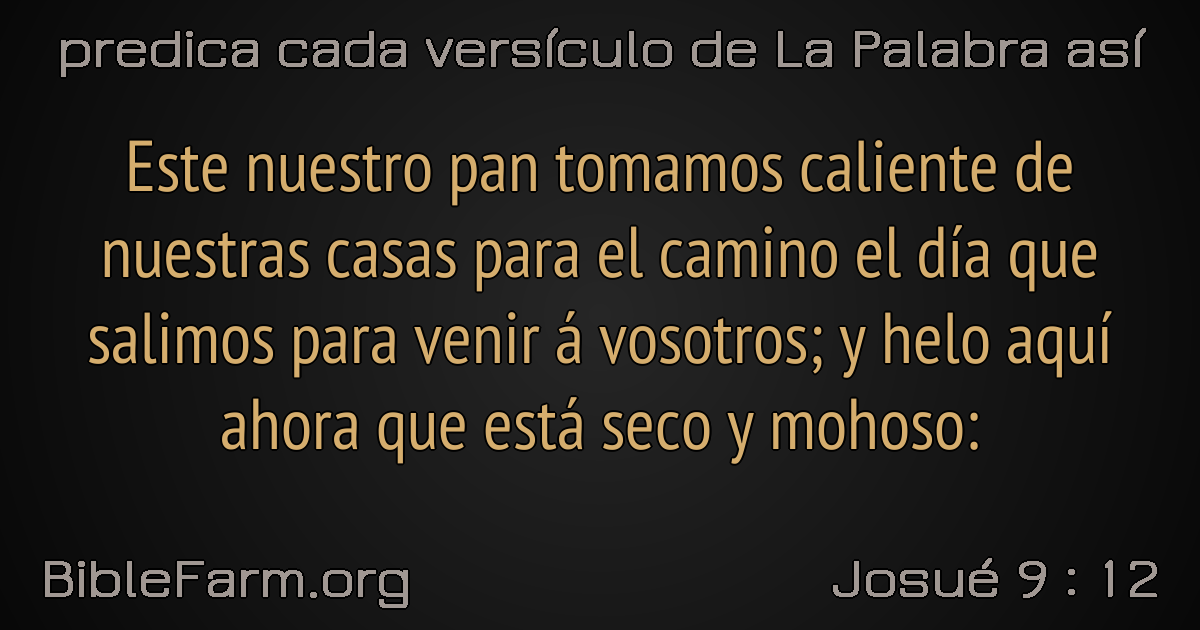 predica cada versículo de La Palabra así
Este nuestro pan tomamos caliente de
nuestras casas para el camino el día que
salimos para venir á vosotros; y helo aquí
ahora que está seco y mohoso:
BibleFarm.org
Josué 9 : 12